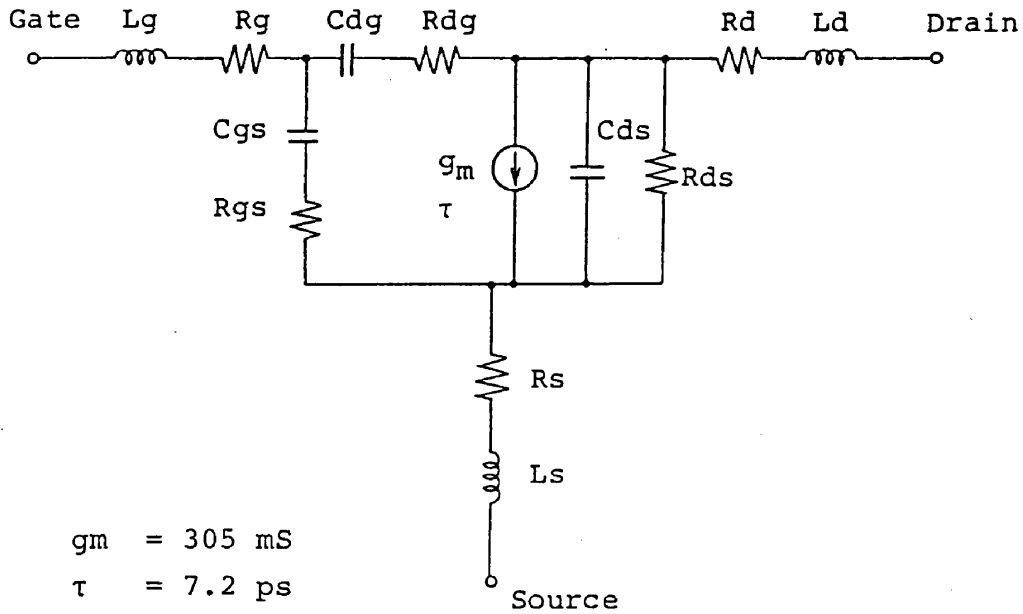 Gate Lg Rg Cdg Rdg Rd Ld Drain
Cgs
Rgs
gm
τ
Cds
Rds
Rs
Ls
gm = 305 mS
τ = 7.2 ps
Source